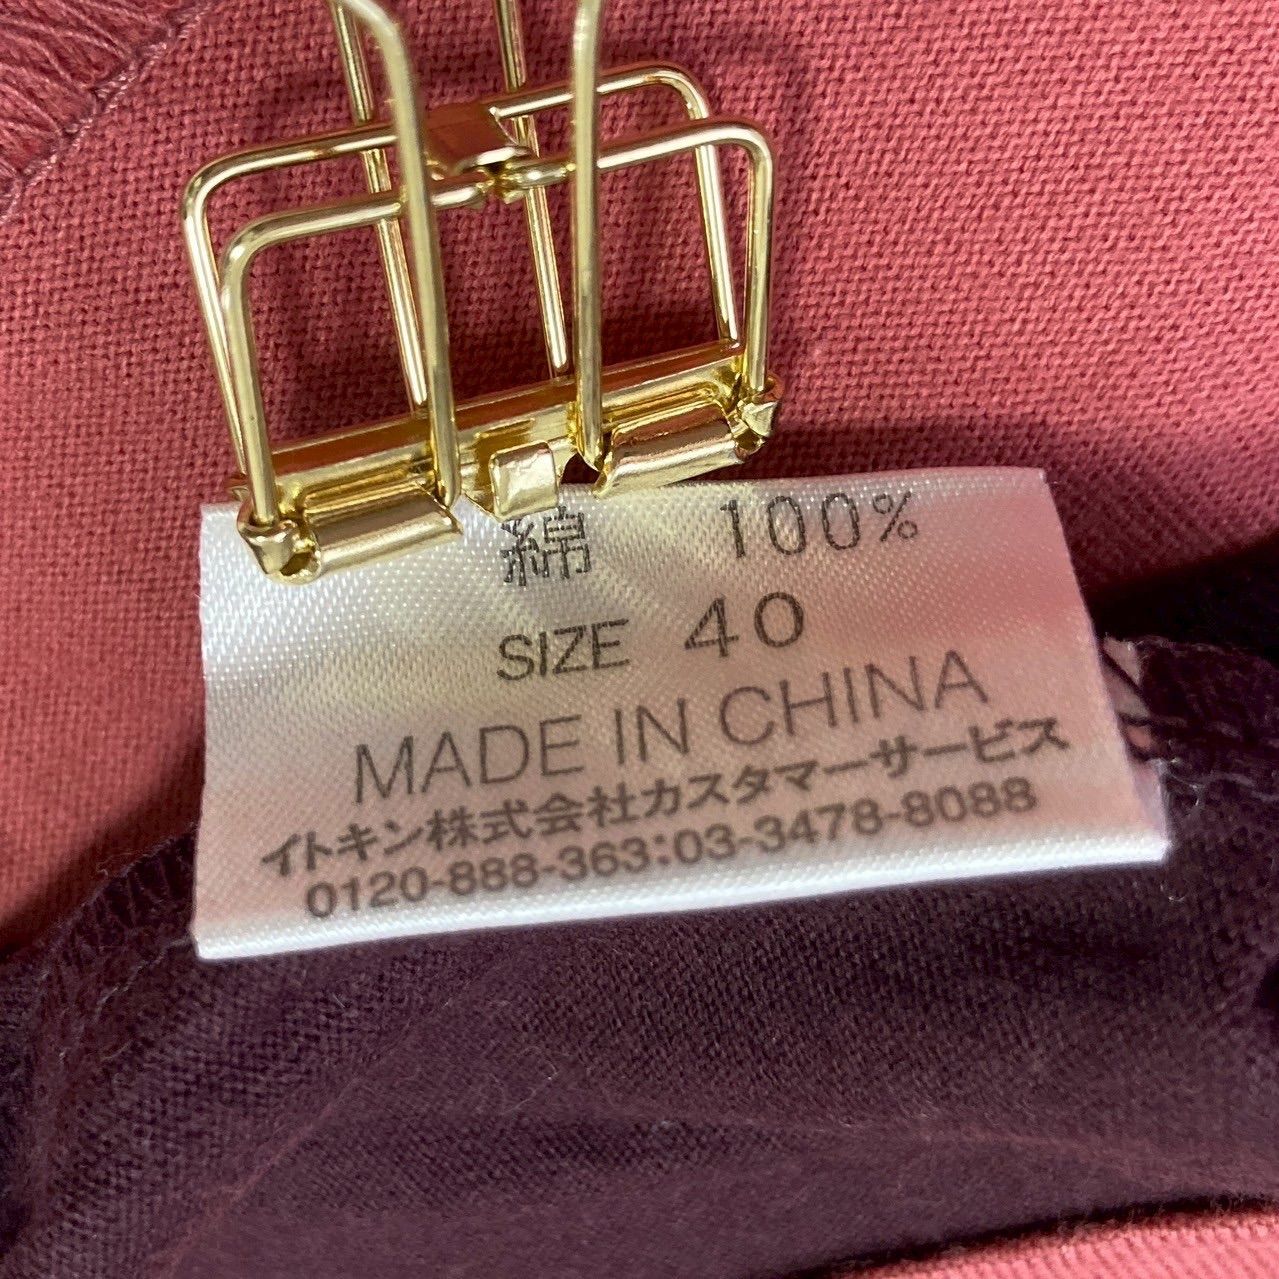 綿 100%
SIZE 40
MADE IN CHINA
イトキン株式会社カスタマーサービス
0120-888-363:03-3478-8088